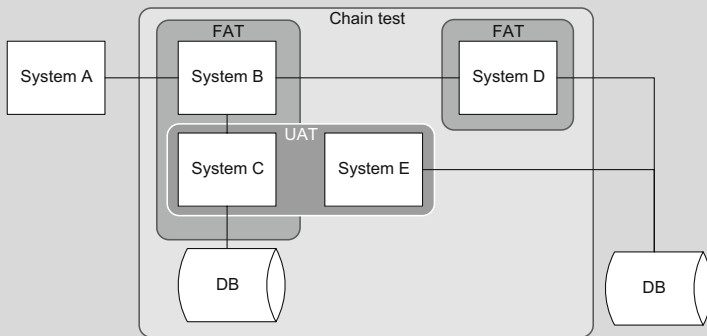 Chain test
FAT
FAT
System A
System B
System D
UAT
System C
System E
DB
DB